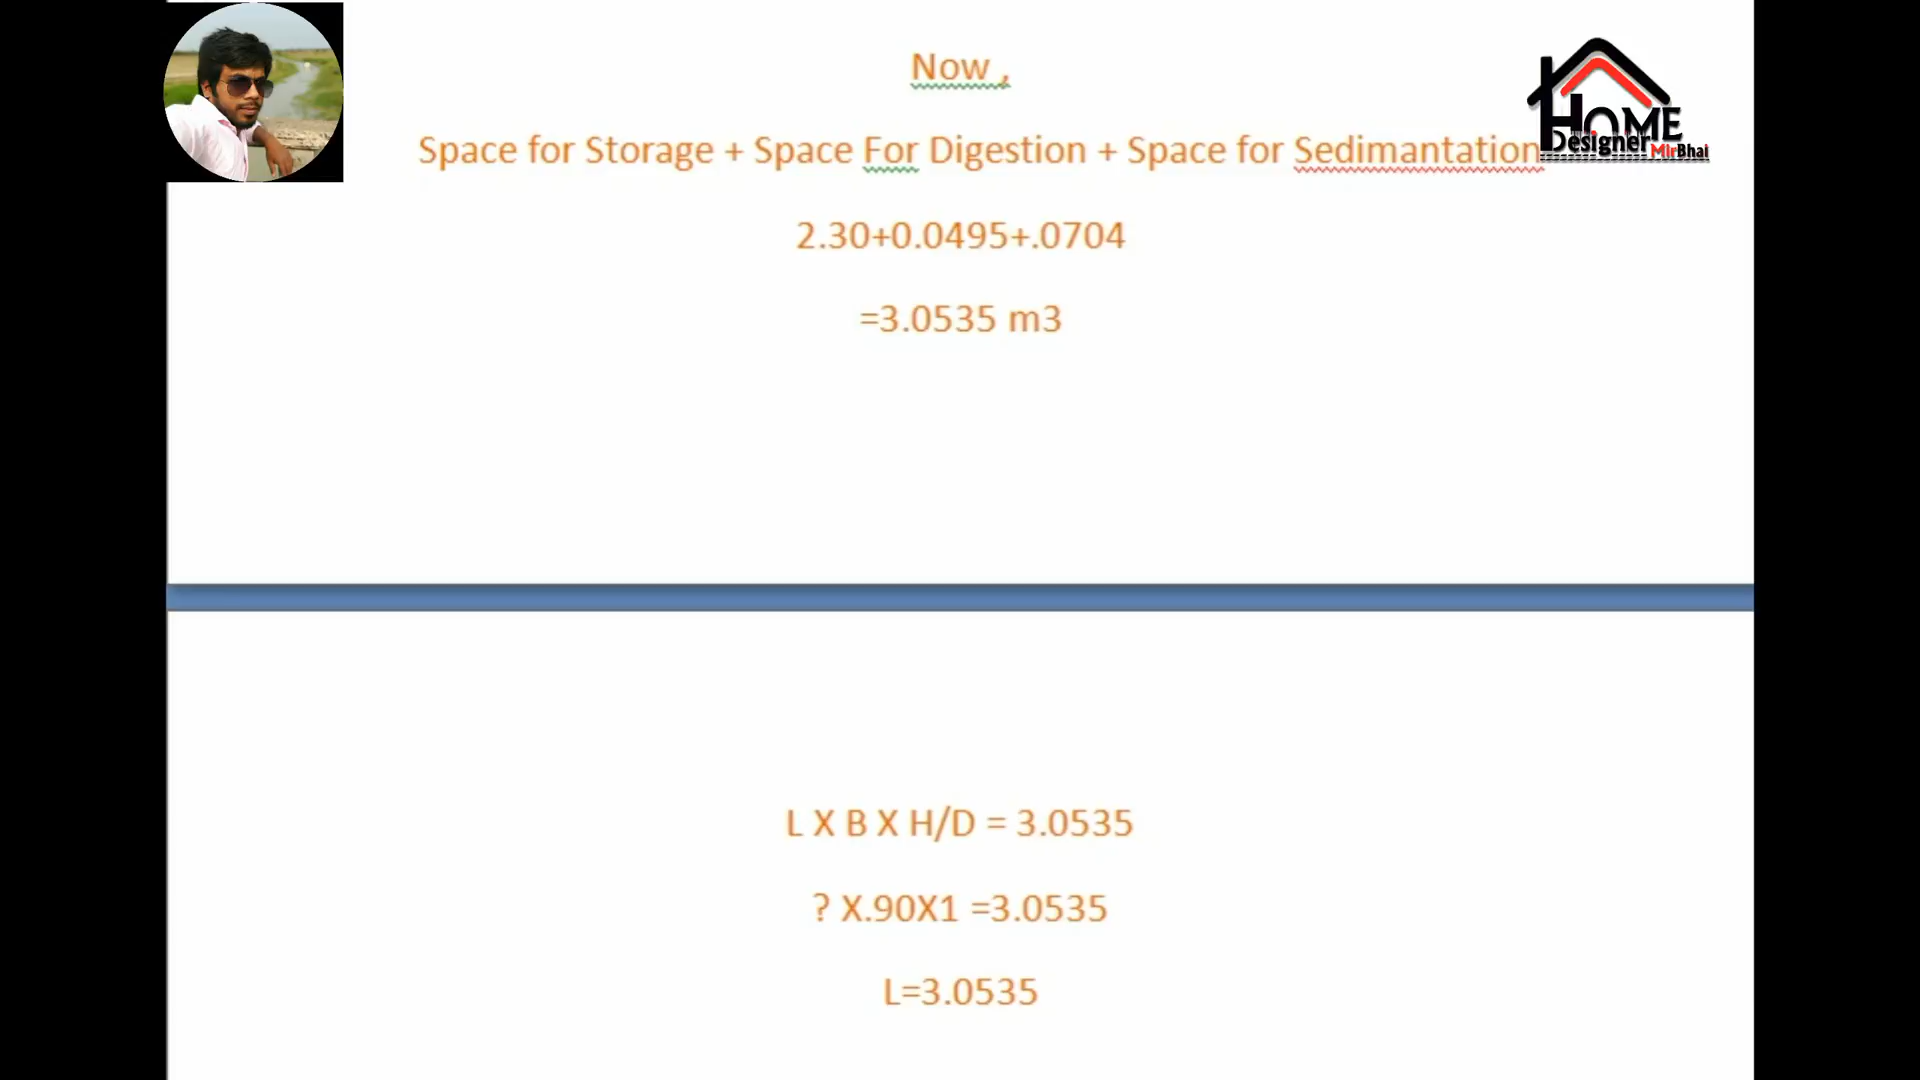 Now ,
HOME
Designer MirBhai
Space for Storage + Space For Digestion + Space for Sedimantation
2.30+0.0495+.0704
=3.0535 m3
L X B X H/D = 3.0535
? X.90X1 =3.0535
L=3.0535